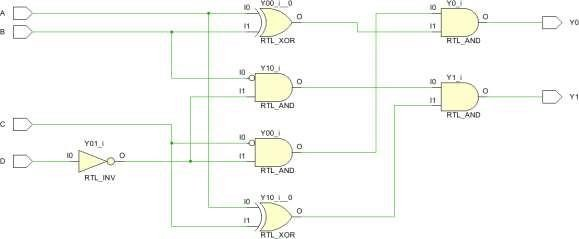 A
B
C
D
Y00_i__0
I0
I1
O
RTL_XOR
Y10_i
I0
I1
O
RTL_AND
Y00_i
I0
I1
O
RTL_AND
Y01_i
I0
O
RTL_INV
Y10_i__0
I0
I1
O
RTL_XOR
Y0_i
I0
I1
O
RTL_AND
Y0
Y1_i
I0
I1
O
RTL_AND
Y1